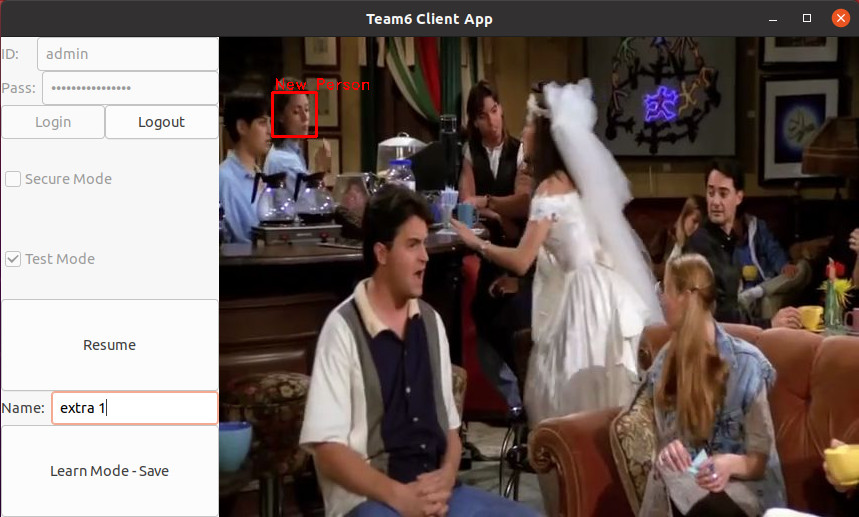 Team6 Client App
ID: admin
Pass: ••••••••••••••••
Login Logout
Secure Mode
Test Mode
Resume
Name: extra 1
Learn Mode - Save
New Person